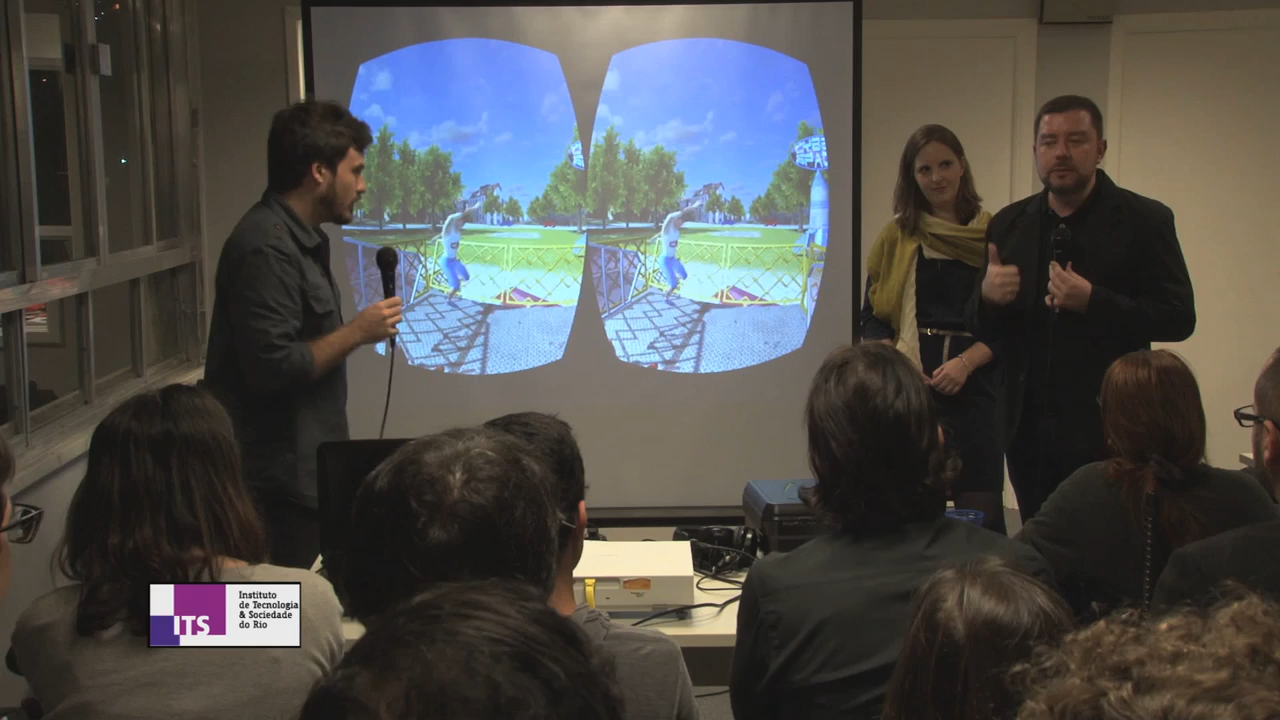 ITS
Instituto
de Tecnologia
& Sociedade
do Rio